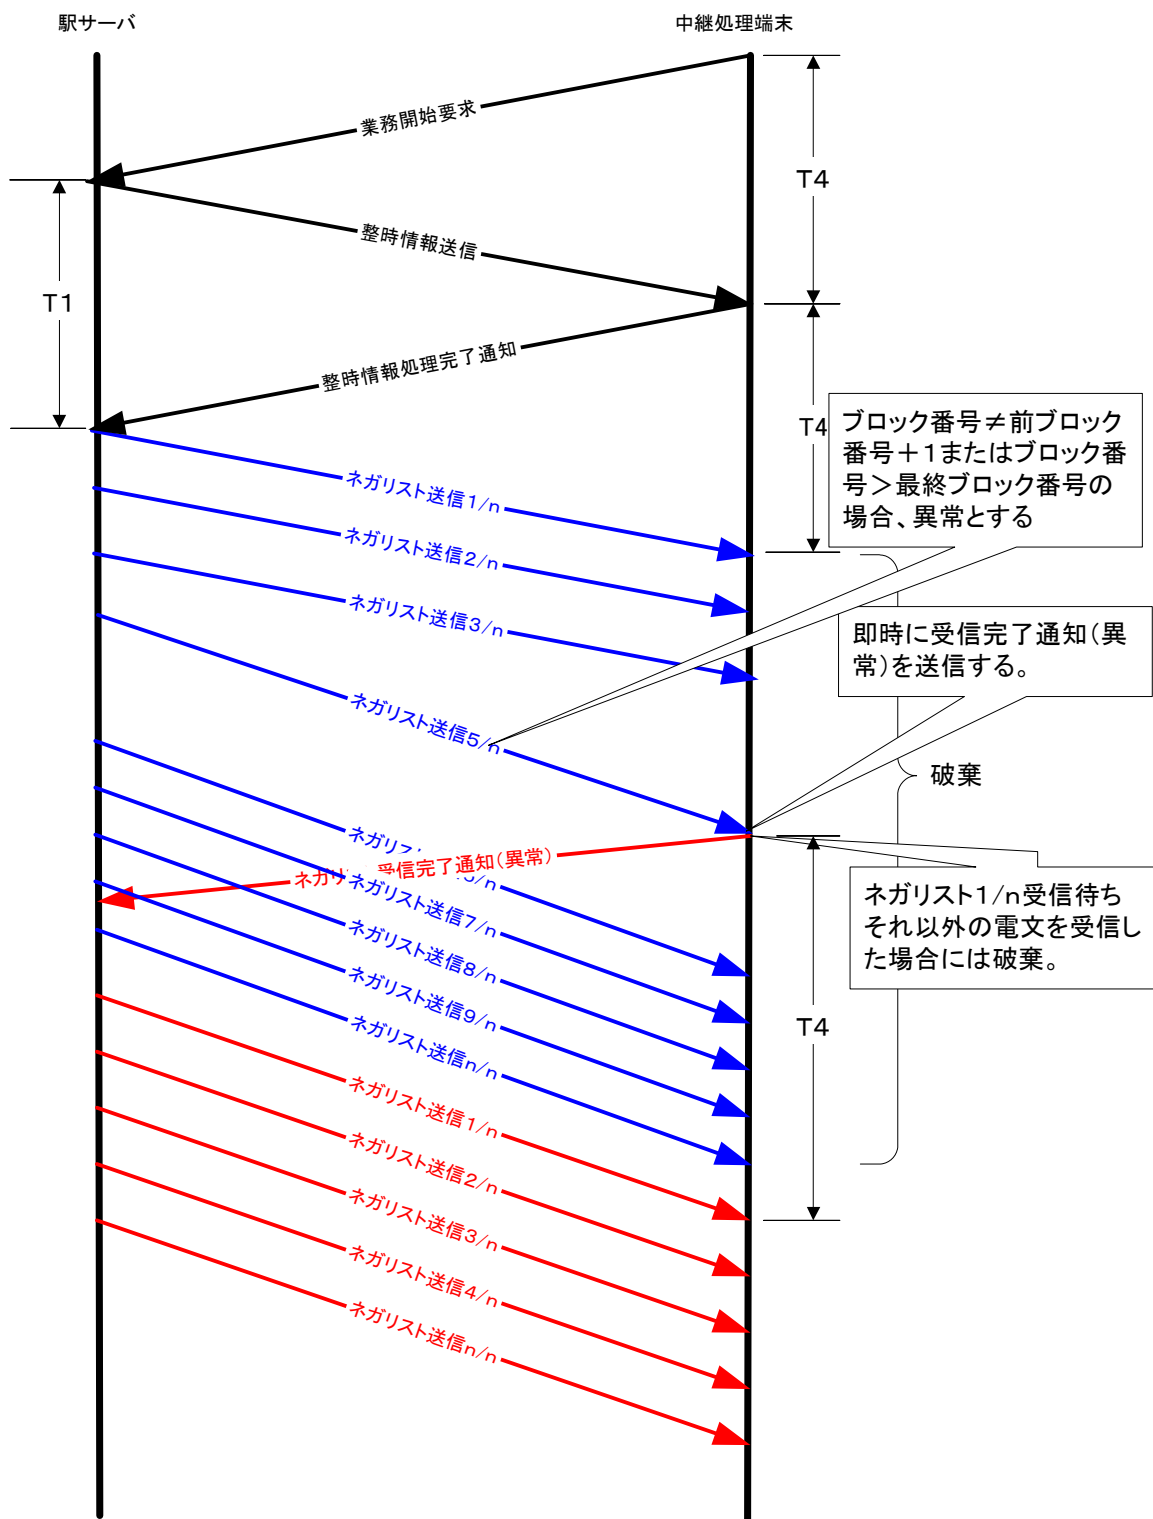 駅サーバ
中継処理端末
業務開始要求
T4
整時情報送信
T1
整時情報処理完了通知
T4
ブロック番号≠前ブロック
番号+1またはブロック番
号>最終ブロック番号の
場合、異常とする
ネガリスト送信1/n
ネガリスト送信2/n
ネガリスト送信3/n
即時に受信完了通知(異
常)を送信する。
ネガリスト送信5/n
破棄
ネガリ
受信完了通知(異常)
ネガリス
/n
ネガリスト送信7/n
ネガリスト1/n受信待ち
それ以外の電文を受信し
た場合には破棄。
ネガリスト送信8/n
ネガリスト送信9/n
ネガリスト送信n/n
T4
ネガリスト送信1/n
ネガリスト送信2/n
ネガリスト送信3/n
ネガリスト送信4/n
ネガリスト送信n/n